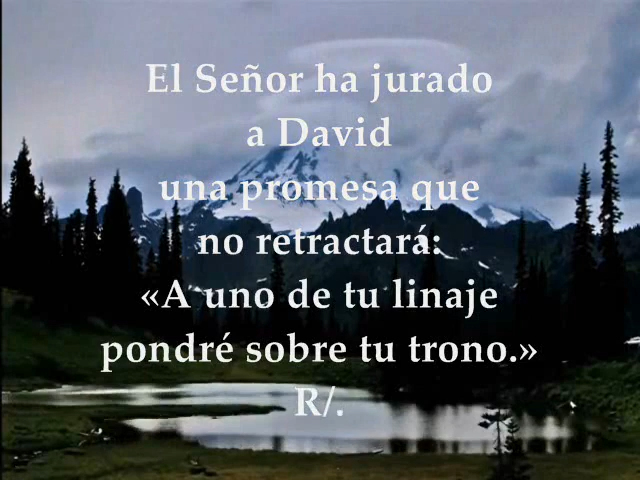 El Señor ha jurado
a David
una promesa que
no retractará:
«A uno de tu linaje
pondré sobre tu trono.»
R/.